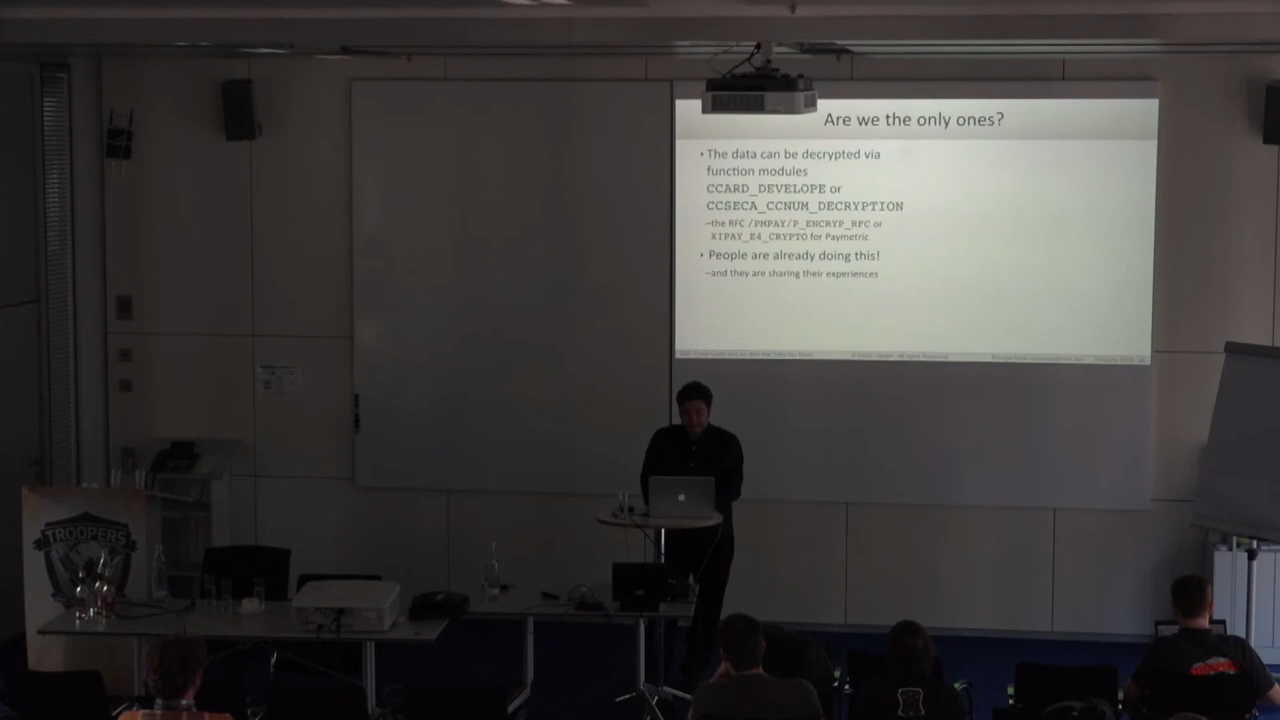 Are we the only ones?
• The data can be decrypted via
function modules
CCARD_DEVELOPE or
CCSECA_CCNUM_DECRYPTION
–the RFC /PMPAY/P_ENCRYP_RFC or
XIPAY_E4_CRYPTO for Paymetric
• People are already doing this!
–and they are sharing their experiences
TROOPERS